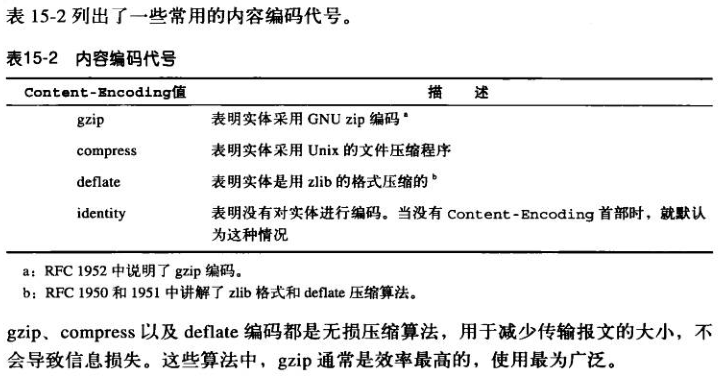 表 15-2 列出了一些常用的内容编码代号。
表15-2 内容编码代号
Content-Encoding值 描 述
gzip 表明实体采用 GNU zip 编码 a
compress 表明实体采用 Unix 的文件压缩程序
deflate 表明实体是用 zlib 的格式压缩的 b
identity 表明没有对实体进行编码。当没有 Content-Encoding 首部时，就默认
为这种情况
a：RFC 1952 中说明了 gzip 编码。
b：RFC 1950 和 1951 中讲解了 zlib 格式和 deflate 压缩算法。
gzip、compress 以及 deflate 编码都是无损压缩算法，用于减少传输报文的大小，不
会导致信息损失。这些算法中，gzip 通常是效率最高的，使用最为广泛。